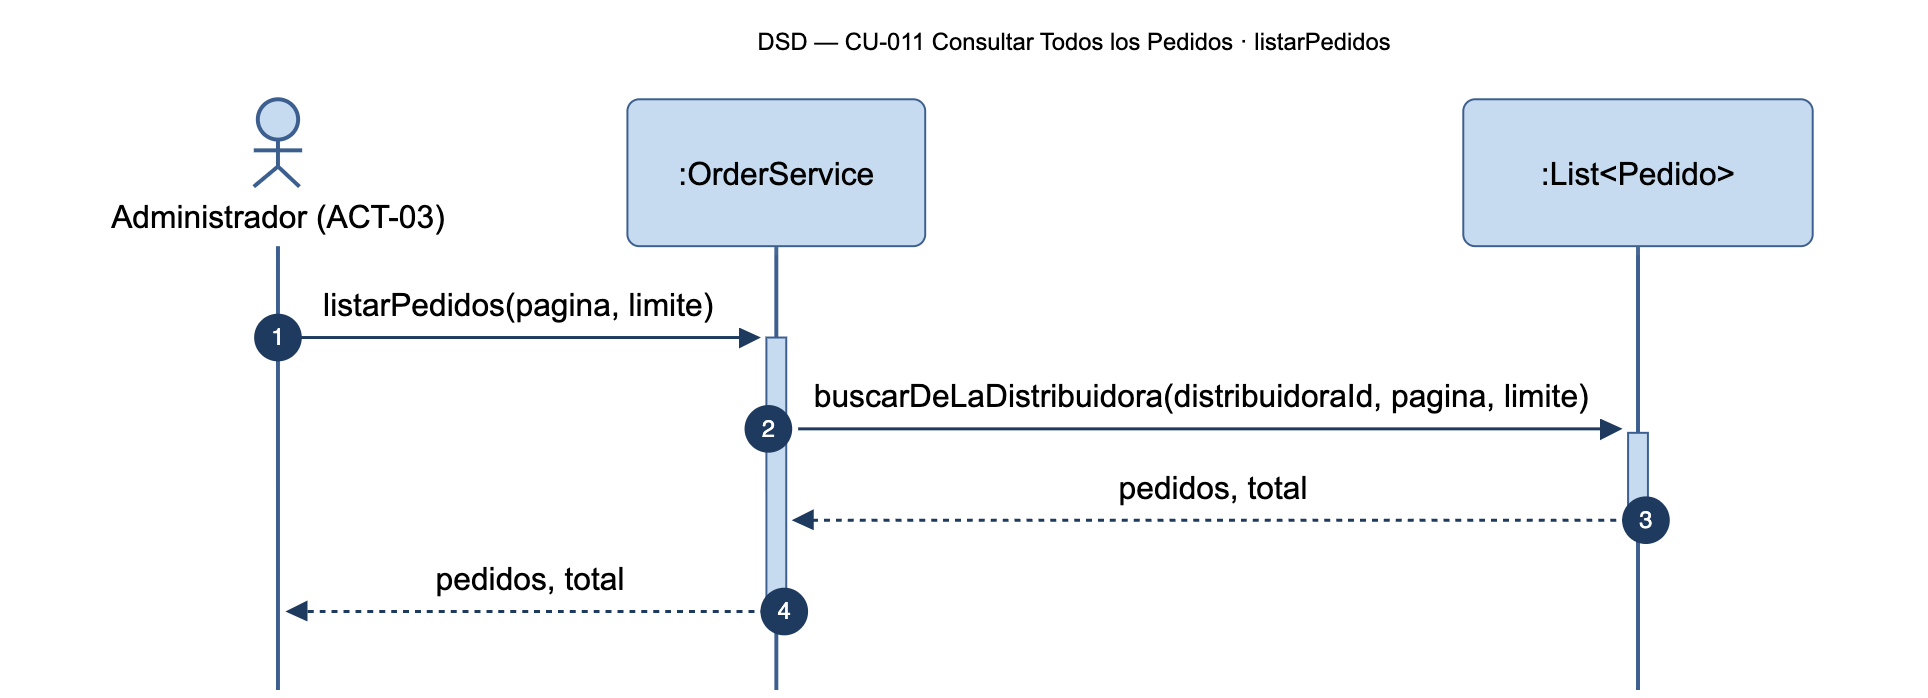 DSD — CU-011 Consultar Todos los Pedidos · listarPedidos
:OrderService
:List<Pedido>
Administrador (ACT-03)
listarPedidos(pagina, limite)
1
buscarDeLaDistribuidora(distribuidoraId, pagina, limite)
2
pedidos, total
3
pedidos, total
4